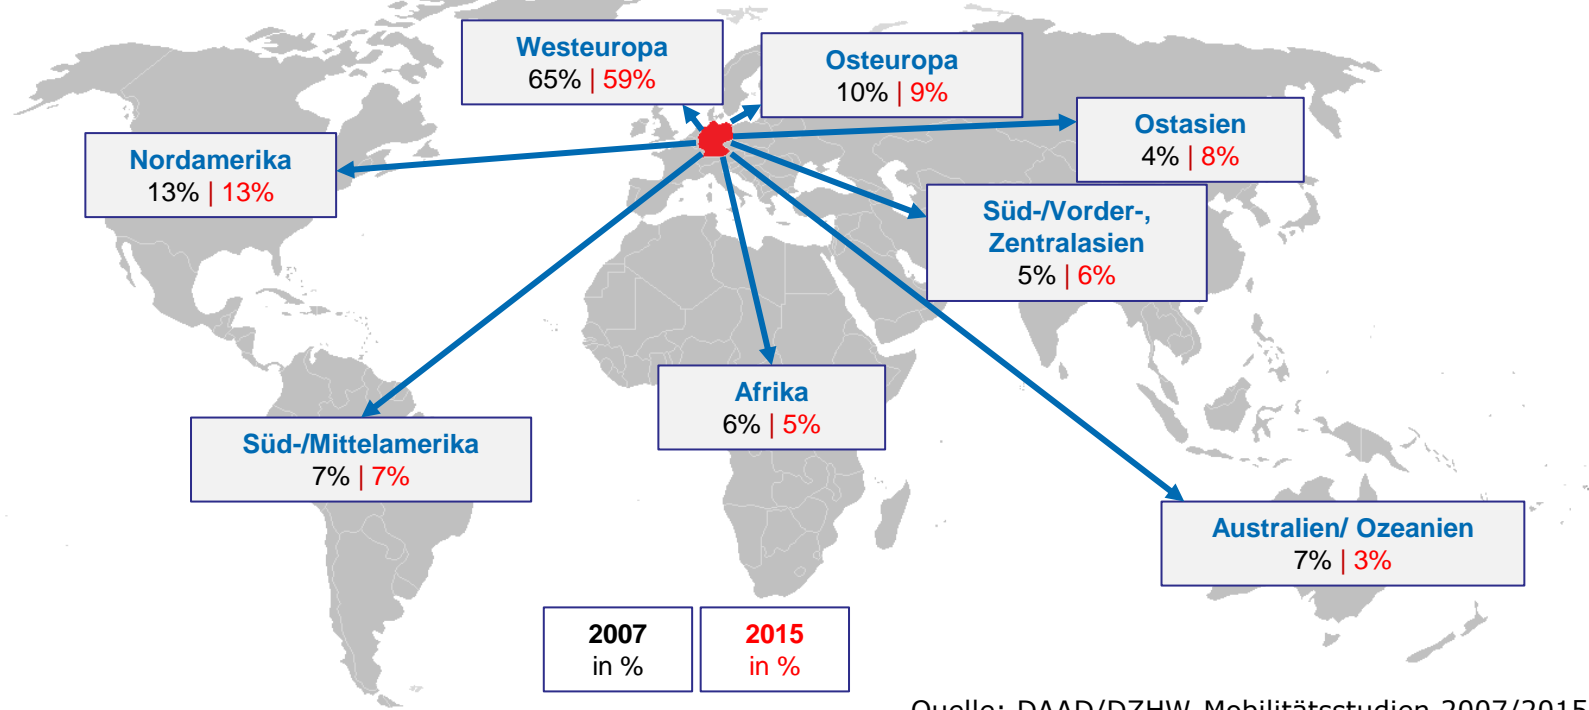 Westeuropa
65% | 59%
Osteuropa
10% | 9%
Ostasien
4% | 8%
Nordamerika
13% | 13%
Süd-/Vorder-,
Zentralasien
5% | 6%
Afrika
6% | 5%
Süd-/Mittelamerika
7% | 7%
Australien/ Ozeanien
7% | 3%
2007
in %
2015
in %
Quelle: DAAD/DZHW Mobilitätsstudien 2007/2015